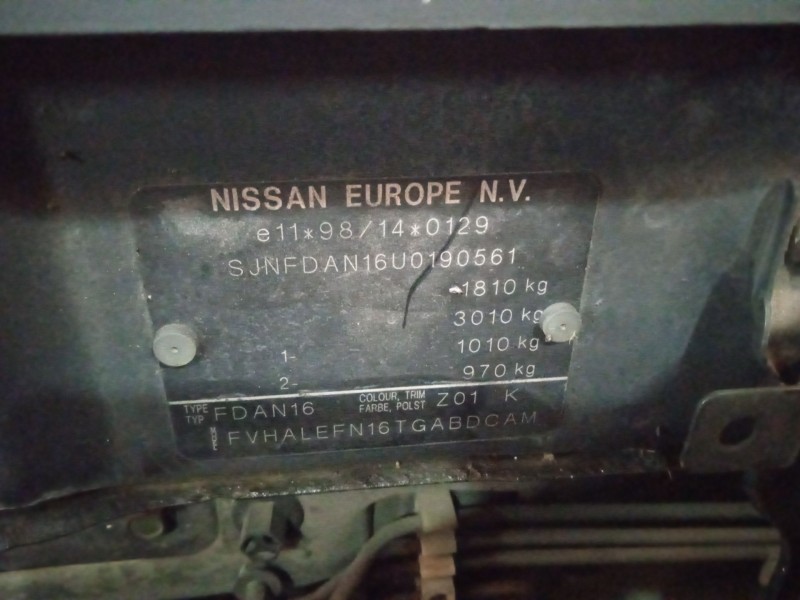 NISSAN EUROPE N.V.
e11*98/14*0129
SJNFDAN16U0190561
1810 kg
3010 kg
1- 1010 kg
2- 970 kg
TYPE TYP FDAN16 COLOUR, TRIM FARBE, POLST Z01 K
FVHALEFN16TGABDCAM